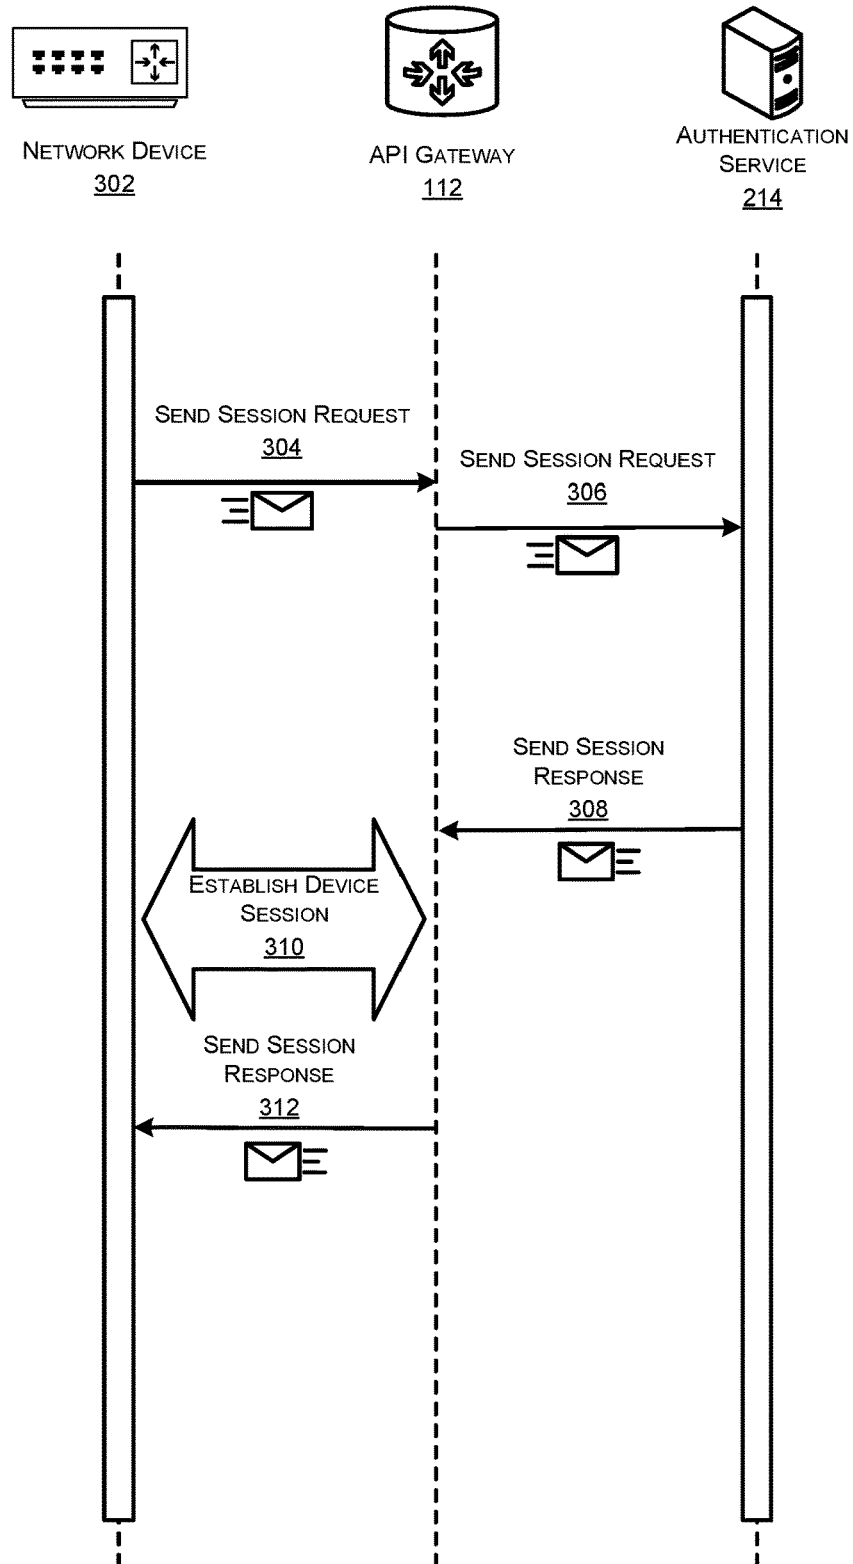 NETWORK DEVICE
302
API GATEWAY
112
AUTHENTICATION
SERVICE
214
SEND SESSION REQUEST
304
SEND SESSION REQUEST
306
SEND SESSION
RESPONSE
308
ESTABLISH DEVICE
SESSION
310
SEND SESSION
RESPONSE
312